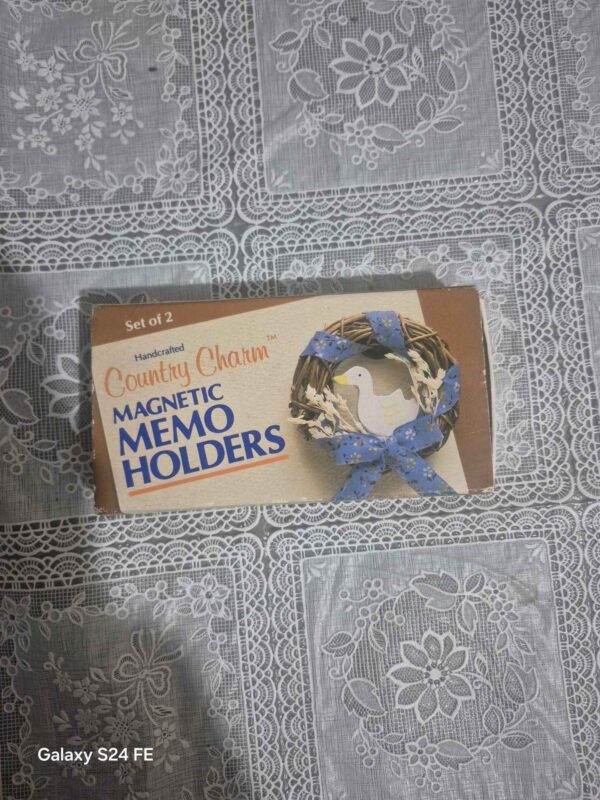 Set of 2
Handcrafted
Country Charm™
MAGNETIC
MEMO
HOLDERS
Galaxy S24 FE